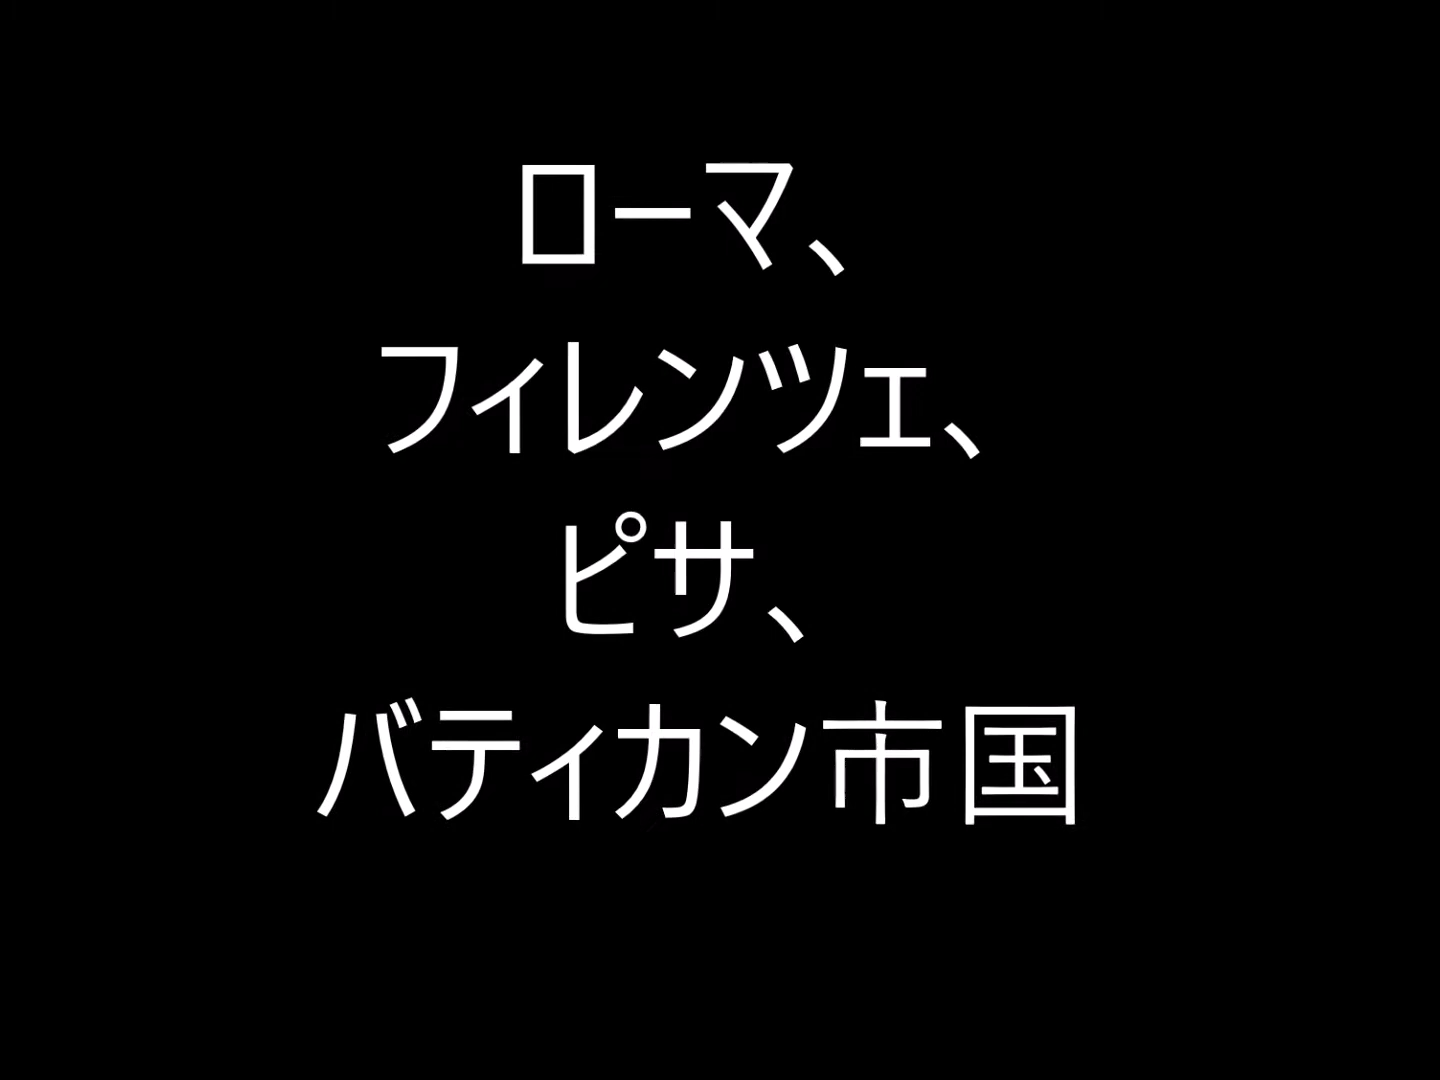 ローマ、
フィレンツェ、
ピサ、
バティカン市国